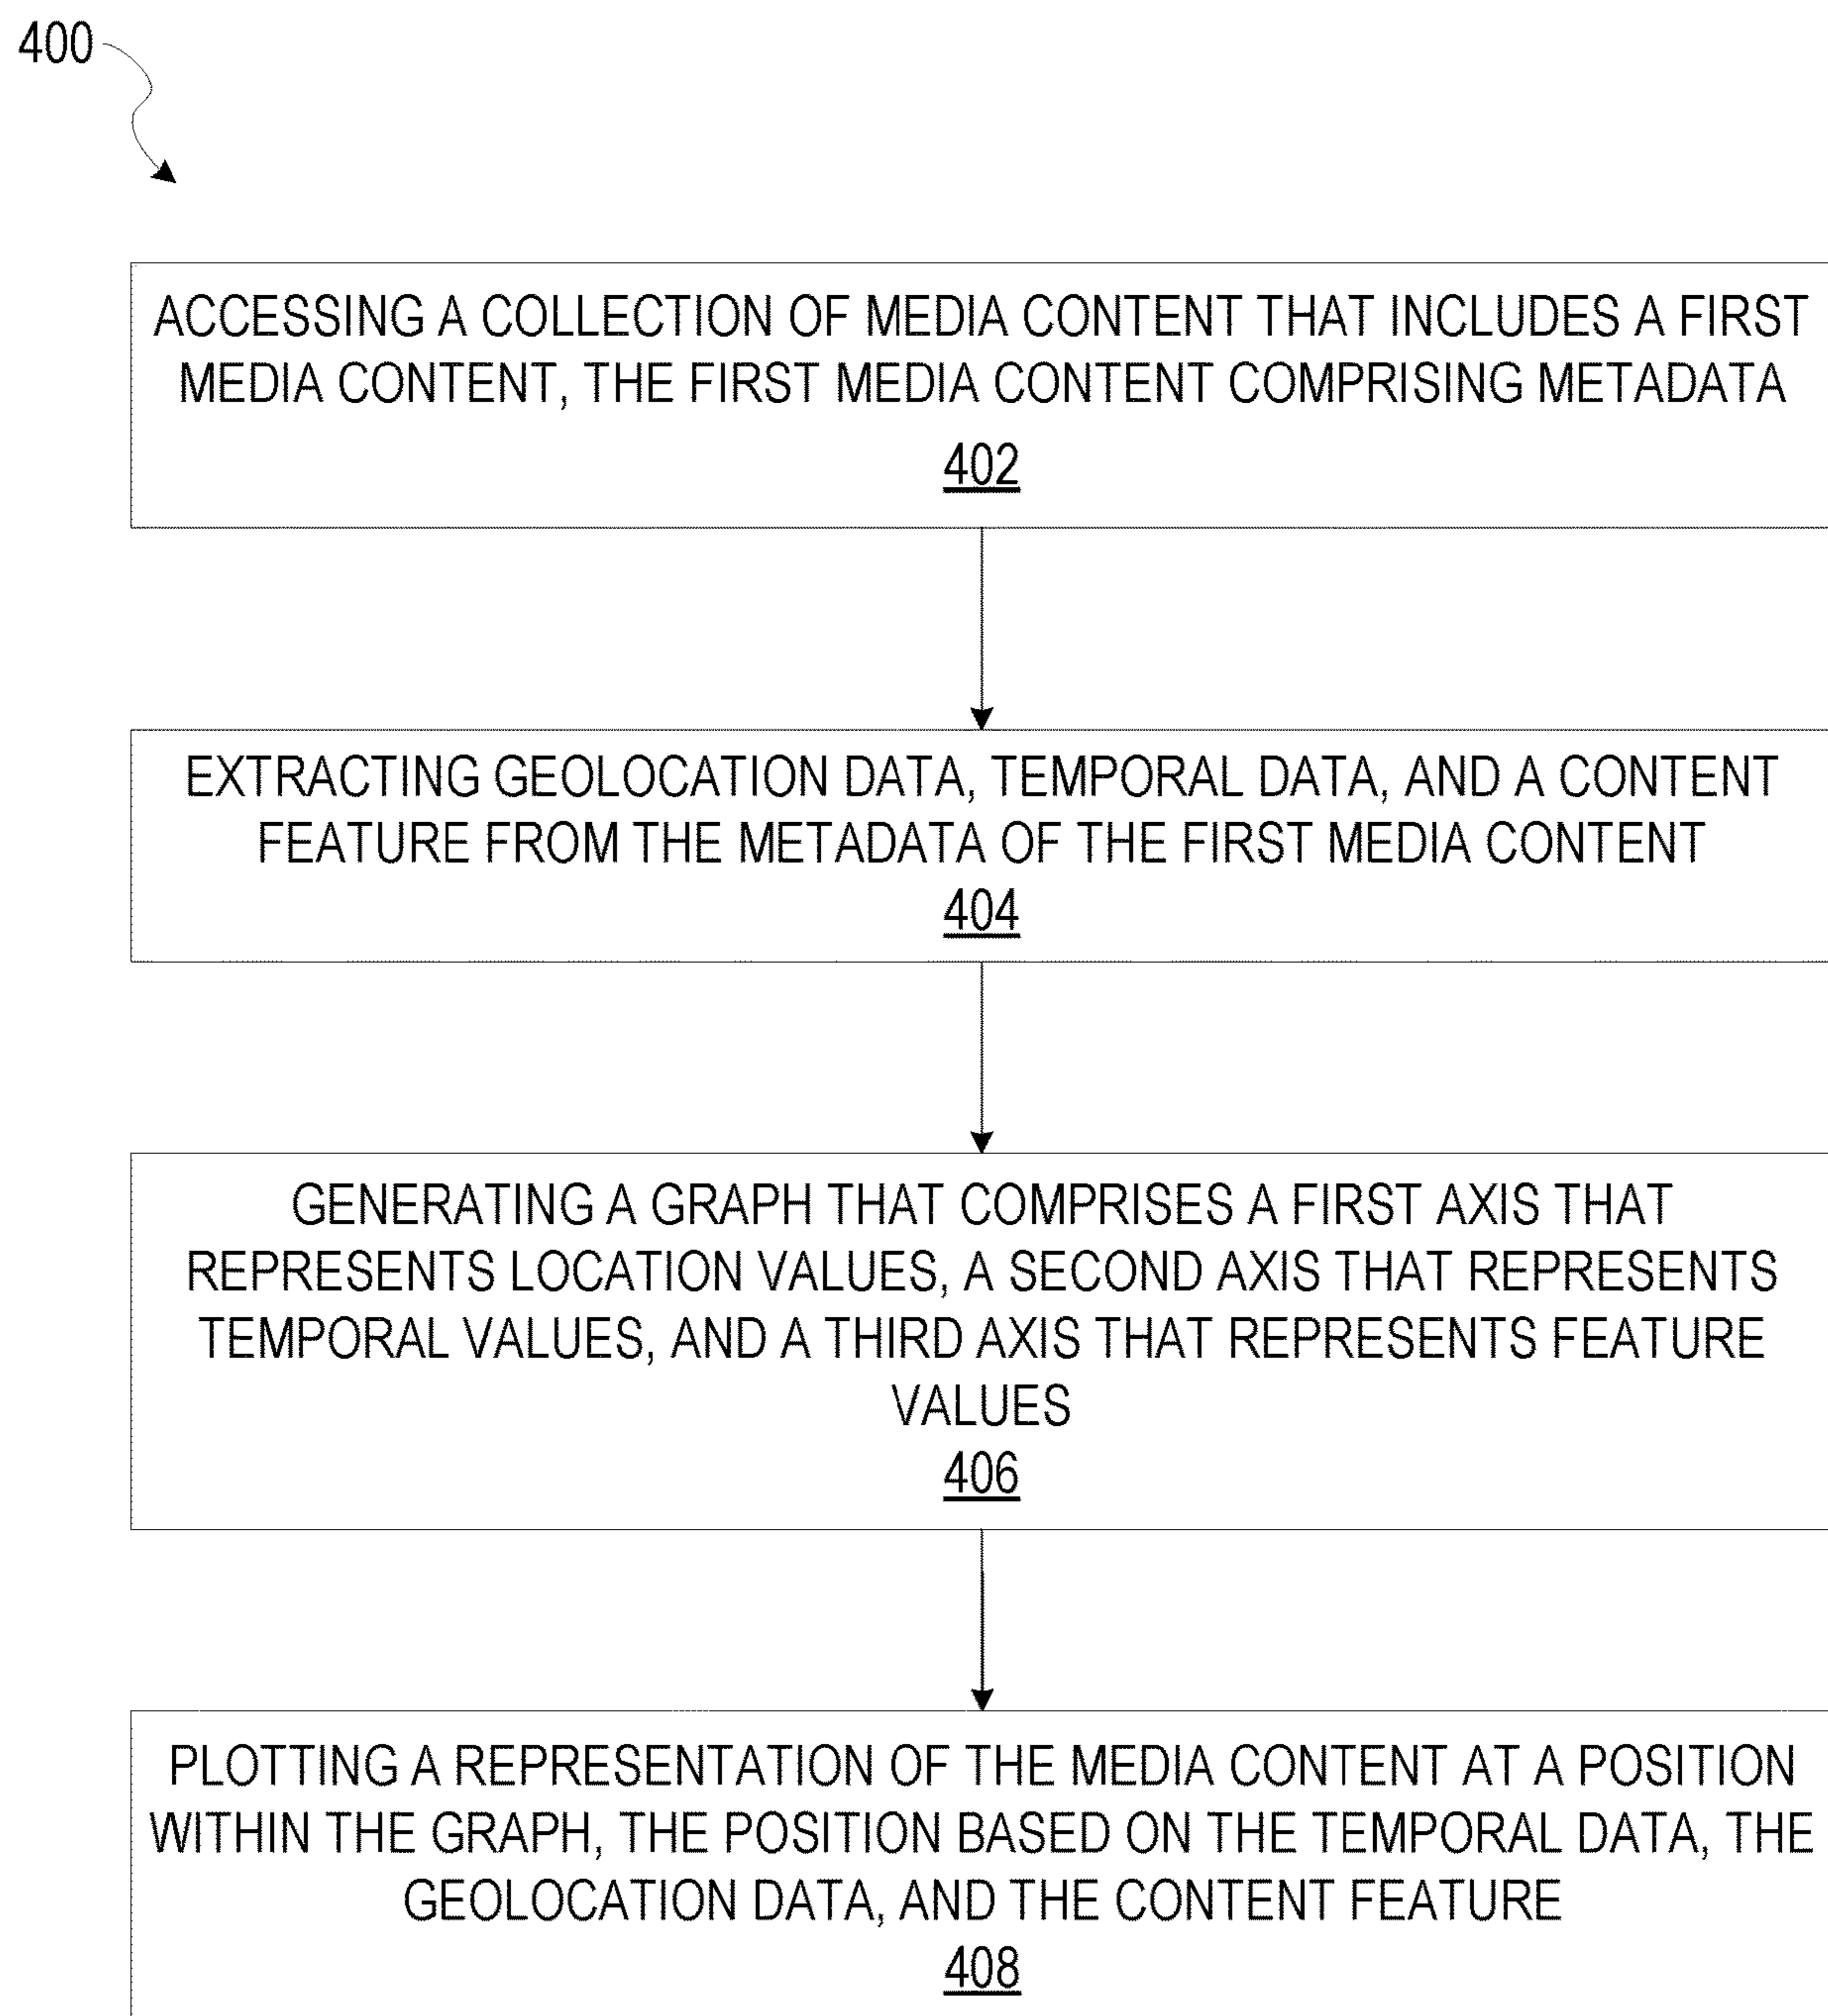 400
ACCESSING A COLLECTION OF MEDIA CONTENT THAT INCLUDES A FIRST
MEDIA CONTENT, THE FIRST MEDIA CONTENT COMPRISING METADATA
402
EXTRACTING GEOLOCATION DATA, TEMPORAL DATA, AND A CONTENT
FEATURE FROM THE METADATA OF THE FIRST MEDIA CONTENT
404
GENERATING A GRAPH THAT COMPRISES A FIRST AXIS THAT
REPRESENTS LOCATION VALUES, A SECOND AXIS THAT REPRESENTS
TEMPORAL VALUES, AND A THIRD AXIS THAT REPRESENTS FEATURE
VALUES
406
PLOTTING A REPRESENTATION OF THE MEDIA CONTENT AT A POSITION
WITHIN THE GRAPH, THE POSITION BASED ON THE TEMPORAL DATA, THE
GEOLOCATION DATA, AND THE CONTENT FEATURE
408